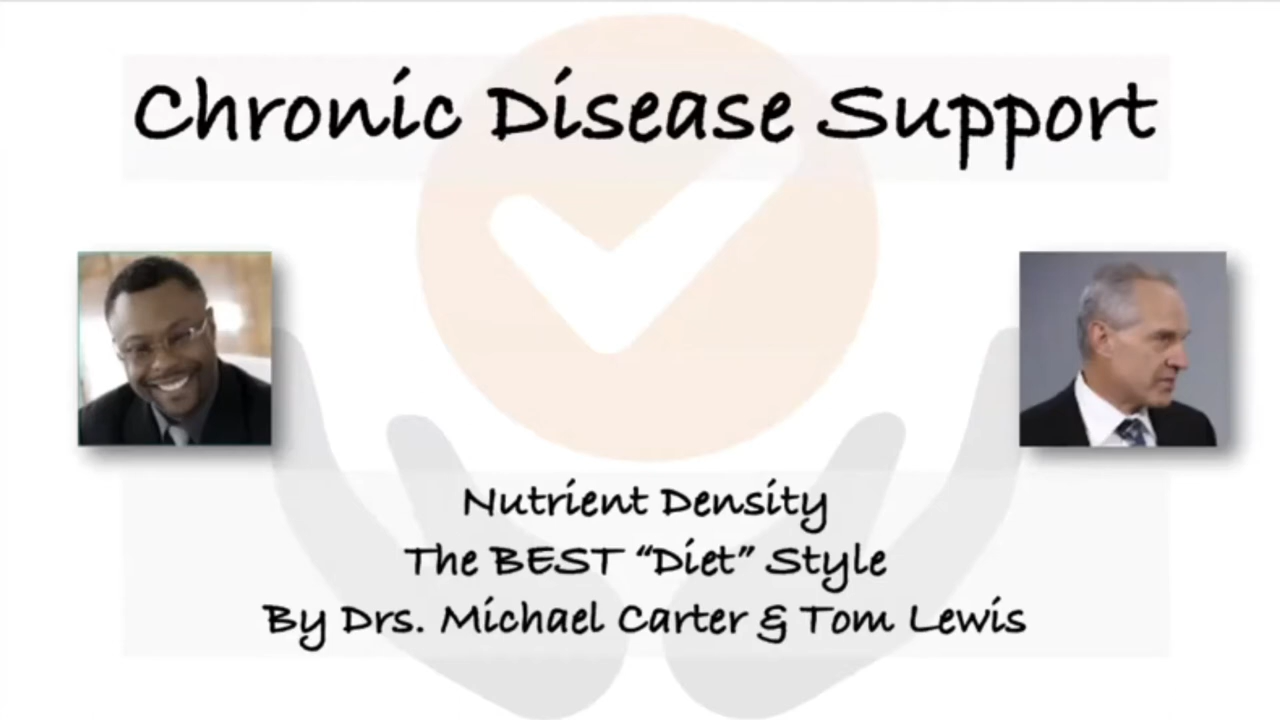 Chronic Disease Support
Nutrient Density
The BEST “Diet” Style
By Drs. Michael Carter & Tom Lewis